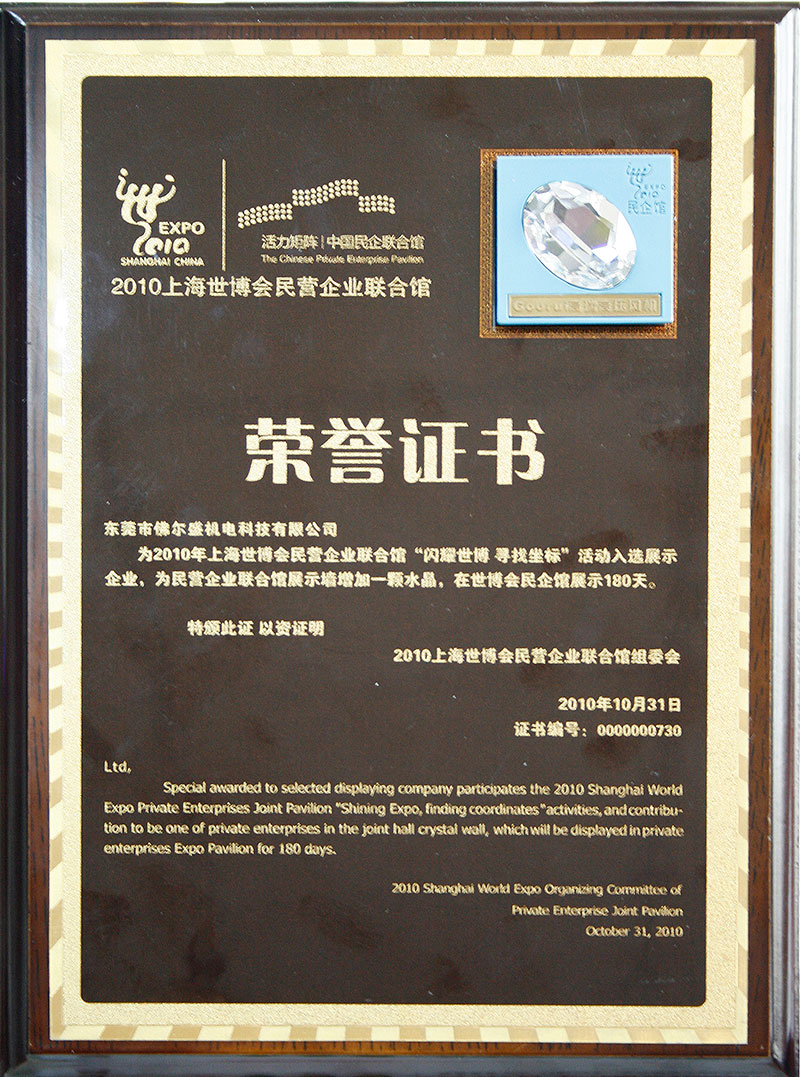 EXPO
2010
SHANGHAI CHINA
活力矩阵|中国民企联合馆
The Chinese Private Enterprise Pavilion
2010上海世博会民营企业联合馆
EXPO
2010
民企馆
荣誉证书
东莞市佛尔盛机电科技有限公司
为2010年上海世博会民营企业联合馆“闪耀世博 寻找坐标”活动入选展示
企业，为民营企业联合馆展示墙增加一颗水晶，在世博会民企馆展示180天。
特颁此证 以资证明
2010上海世博会民营企业联合馆组委会
2010年10月31日
证书编号：0000000730
Ltd,
Special awarded to selected displaying company participates the 2010 Shanghai World
Expo Private Enterprises Joint Pavilion "Shining Expo, finding coordinates"activities, and contribu-
tion to be one of private enterprises in the joint hall crystal wall, which will be displayed in private
enterprises Expo Pavilion for 180 days.
2010 Shanghai World Expo Organizing Committee of
Private Enterprise Joint Pavilion
October 31, 2010